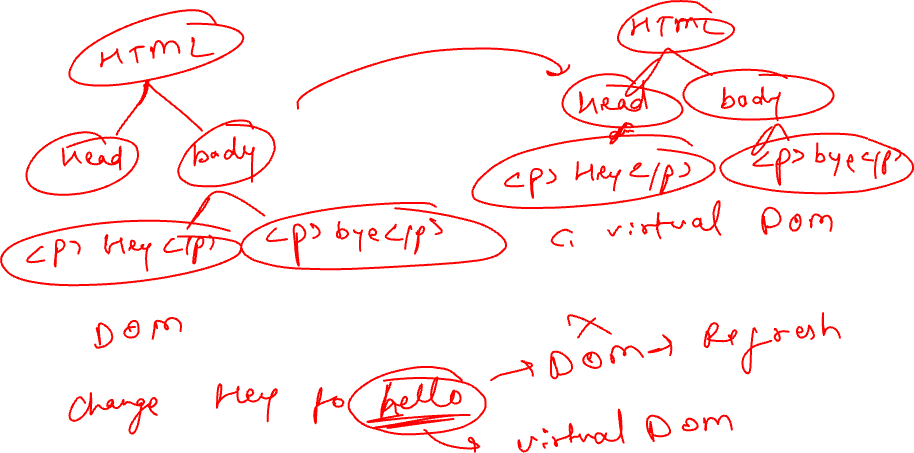 HTML
head body
<p> Hey </p> <p> bye </p>
DOM
HTML
head body
<p> Hey </p> <p> bye </p>
a virtual DOM
change Hey to hello → DOM → Refresh
X
→ virtual DOM